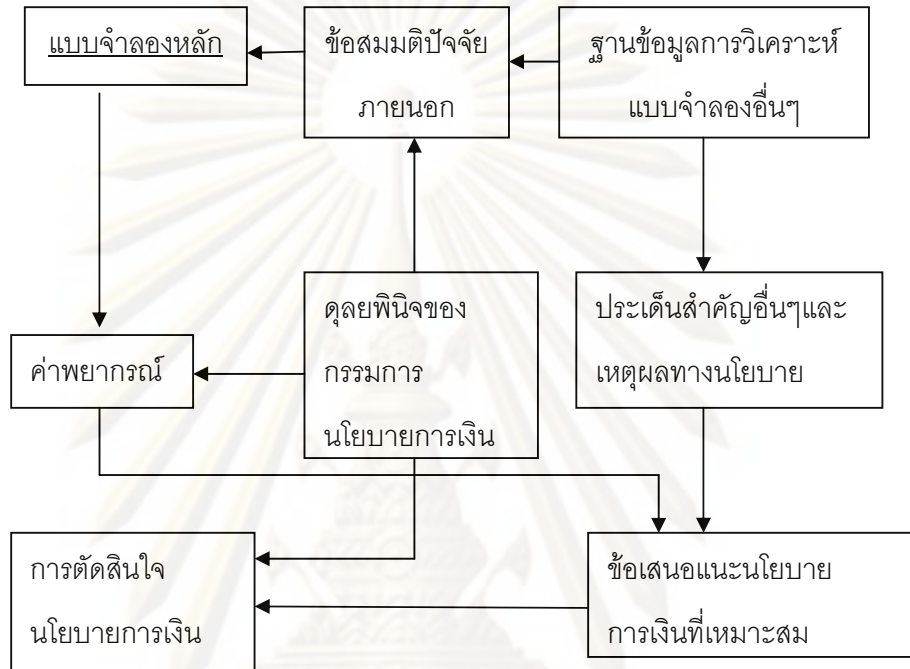 แบบจำลองหลัก
ข้อสมมติปัจจัย
ภายนอก
ฐานข้อมูลการวิเคราะห์
แบบจำลองอื่นๆ
ค่าพยากรณ์
ดุลยพินิจของ
กรรมการ
นโยบายการเงิน
ประเด็นสำคัญอื่นๆและ
เหตุผลทางนโยบาย
การตัดสินใจ
นโยบายการเงิน
ข้อเสนอแนะนโยบาย
การเงินที่เหมาะสม